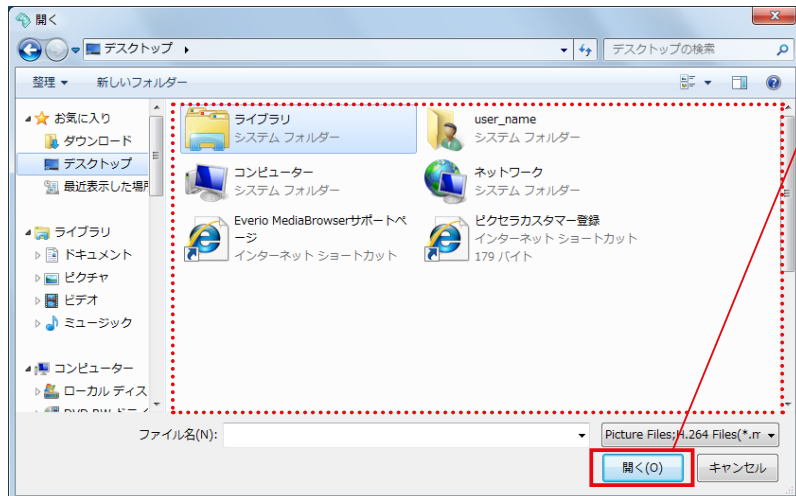 開く
デスクトップ
デスクトップの検索
整理 新しいフォルダー
お気に入り
ダウンロード
デスクトップ
最近表示した場所
ライブラリ
ドキュメント
ピクチャ
ビデオ
ミュージック
コンピューター
ローカル ディス
ライブラリ
システム フォルダー
user_name
システム フォルダー
コンピューター
システム フォルダー
ネットワーク
システム フォルダー
Everio MediaBrowserサポートペ
ージ
インターネット ショートカット
ピクセラカスタマー登録
インターネット ショートカット
179 バイト
ファイル名(N):
Picture Files;H.264 Files(*.m
開く(O) キャンセル